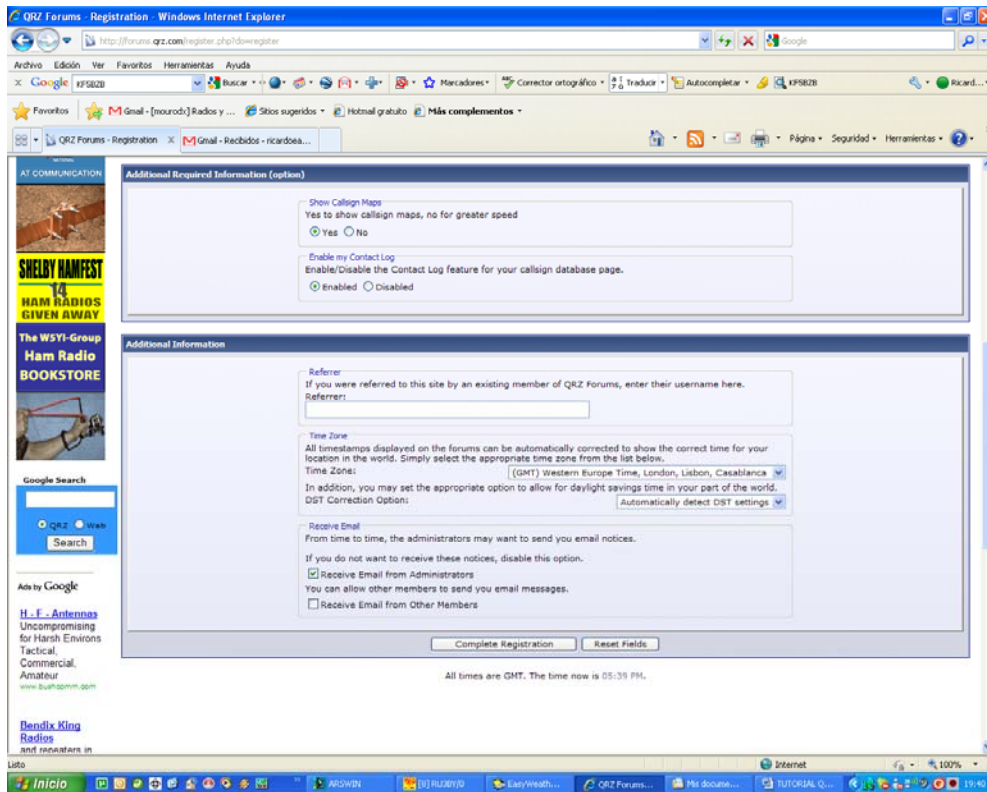 QRZ Forums - Registration - Windows Internet Explorer
http://forums.qrz.com/register.php?do=register
Google
Archivo Edición Ver Favoritos Herramientas Ayuda
Google KF5BZB Buscar Marcadores Corrector ortográfico Traducir Autocompletar KF5BZB Ricard...
Favoritos Gmail - [mourodx] Rados y ... Sitios sugeridos Hotmail gratuito Más complementos
QRZ Forums - Registration X Gmail - Recibidos - ricardoea... Página Seguridad Herramientas
AT COMMUNICATION
SHELBY HAMFEST
14
HAM RADIOS
GIVEN AWAY
The W5YI-Group
Ham Radio
BOOKSTORE
Google Search
QRZ Web
Search
Ads by Google
H - F - Antennas
Uncompromising
for Harsh Environs
Tactical,
Commercial,
Amateur
Bendix King
Radios
and repeaters in
Additional Required Information (option)
Show Callsign Maps
Yes to show callsign maps, no for greater speed
Yes No
Enable my Contact Log
Enable/Disable the Contact Log feature for your callsign database page.
Enabled Disabled
Additional Information
Referrer
If you were referred to this site by an existing member of QRZ Forums, enter their username here.
Referrer:
Time Zone
All timestamps displayed on the forums can be automatically corrected to show the correct time for your
location in the world. Simply select the appropriate time zone from the list below.
Time Zone: (GMT) Western Europe Time, London, Lisbon, Casablanca
In addition, you may set the appropriate option to allow for daylight savings time in your part of the world.
DST Correction Option: Automatically detect DST settings
Receive Email
From time to time, the administrators may want to send you email notices.
If you do not want to receive these notices, disable this option.
Receive Email from Administrators
You can allow other members to send you email messages.
Receive Email from Other Members
Complete Registration Reset Fields
All times are GMT. The time now is 05:39 PM.
Listo Internet 100%
Inicio ARSWIN EasyWeath... QRZ Forums... Mis docume... TUTORIAL Q... 19:40